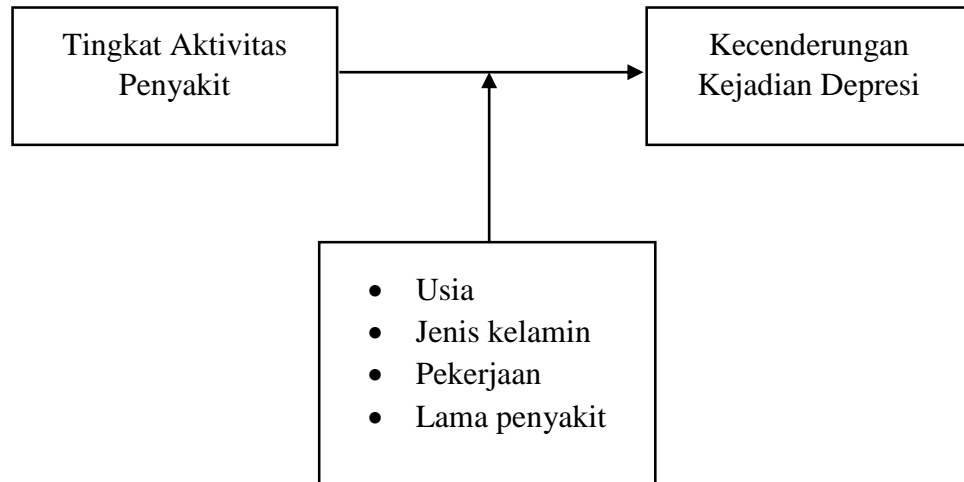 Tingkat Aktivitas
Penyakit
Kecenderungan
Kejadian Depresi
• Usia
• Jenis kelamin
• Pekerjaan
• Lama penyakit